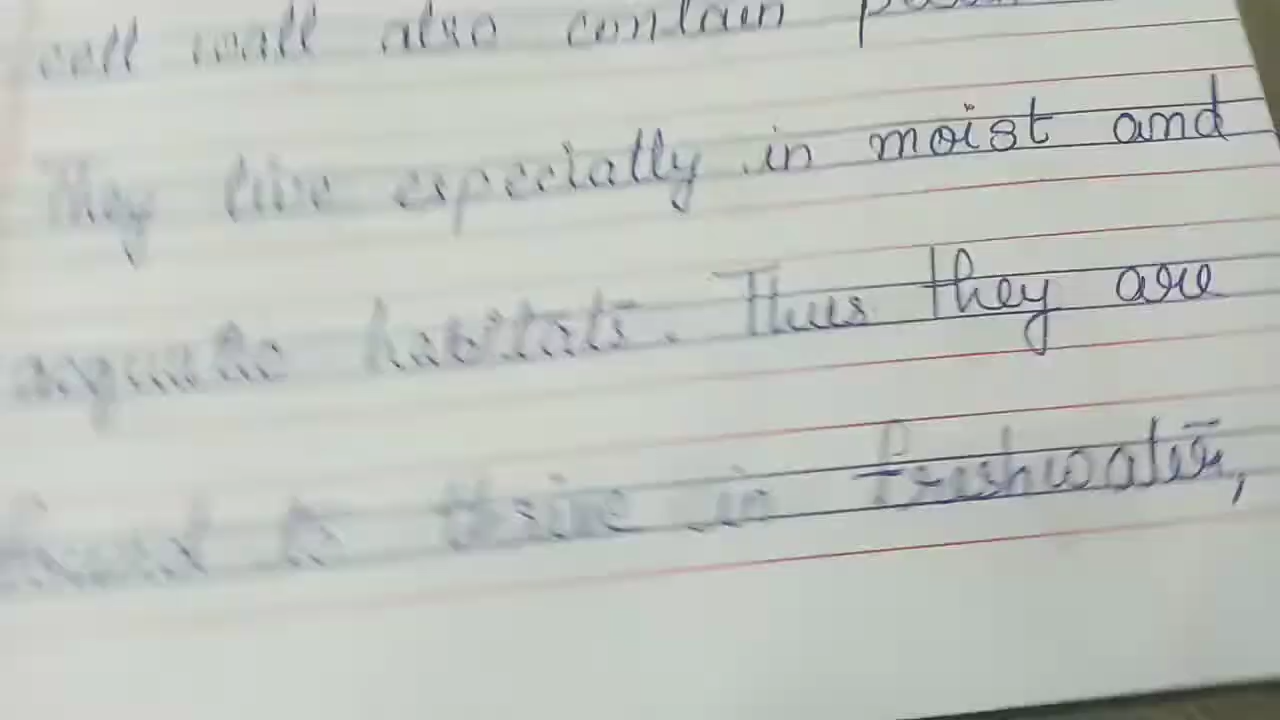 cell wall also contain
They live especially in moist and
aquatic habitats. Thus they are
found to thrive in freshwater,